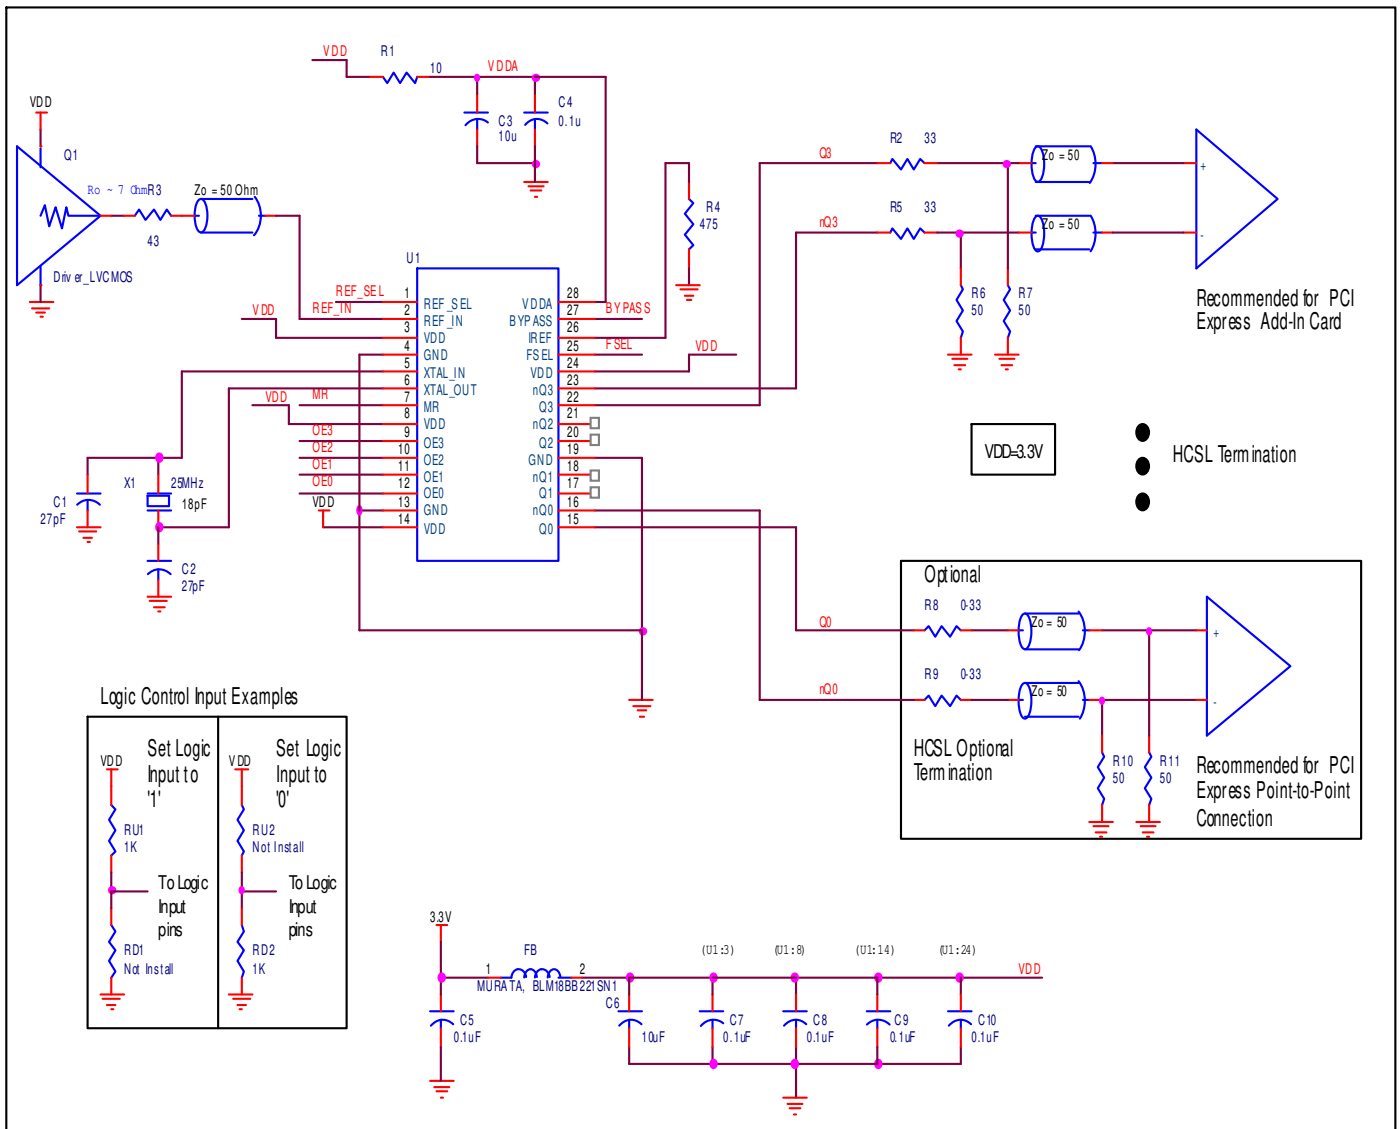 VDD
R1
10
VDDA
C3
10u
C4
0.1u
VDD
Q1
Ro ~ 7 Ohm
R3
43
Zo = 50 Ohm
Driver_LVCMOS
R4
475
Q3
R2 33
Zo = 50
+
nQ3
R5 33
Zo = 50
-
R6
50
R7
50
Recommended for PCI
Express Add-In Card
U1
REF_SEL
REF_IN
VDD
MR
VDD
OE3
OE2
OE1
OE0
VDD
1 REF_SEL
2 REF_IN
3 VDD
4 GND
5 XTAL_IN
6 XTAL_OUT
7 MR
8 VDD
9 OE3
10 OE2
11 OE1
12 OE0
13 GND
14 VDD
VDDA 28
BYPASS 27
IREF 26
FSEL 25
VDD 24
nQ3 23
Q3 22
nQ2 21
Q2 20
GND 19
nQ1 18
Q1 17
nQ0 16
Q0 15
BYPASS
FSEL
VDD
C1
27pF
X1
25MHz
18pF
C2
27pF
VDD=3.3V
HCSL Termination
Optional
Q0
R8 0-33
Zo = 50
+
nQ0
R9 0-33
Zo = 50
-
HCSL Optional
Termination
R10
50
R11
50
Recommended for PCI
Express Point-to-Point
Connection
Logic Control Input Examples
Set Logic
Input to
'1'
VDD
RU1
1K
To Logic
Input
pins
RD1
Not Install
Set Logic
Input to
'0'
VDD
RU2
Not Install
To Logic
Input
pins
RD2
1K
3.3V
FB
1 2
MURATA, BLM18BB221SN1
(U1:3) (U1:8) (U1:14) (U1:24)
VDD
C5
0.1uF
C6
10uF
C7
0.1uF
C8
0.1uF
C9
0.1uF
C10
0.1uF